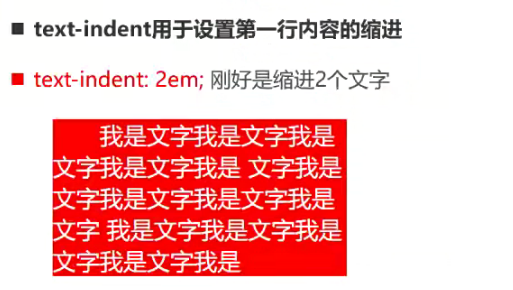 text-indent用于设置第一行内容的缩进
text-indent: 2em; 刚好是缩进2个文字
我是文字我是文字我是
文字我是文字我是 文字我是
文字我是文字我是文字我是
文字 我是文字我是文字我是
文字我是文字我是